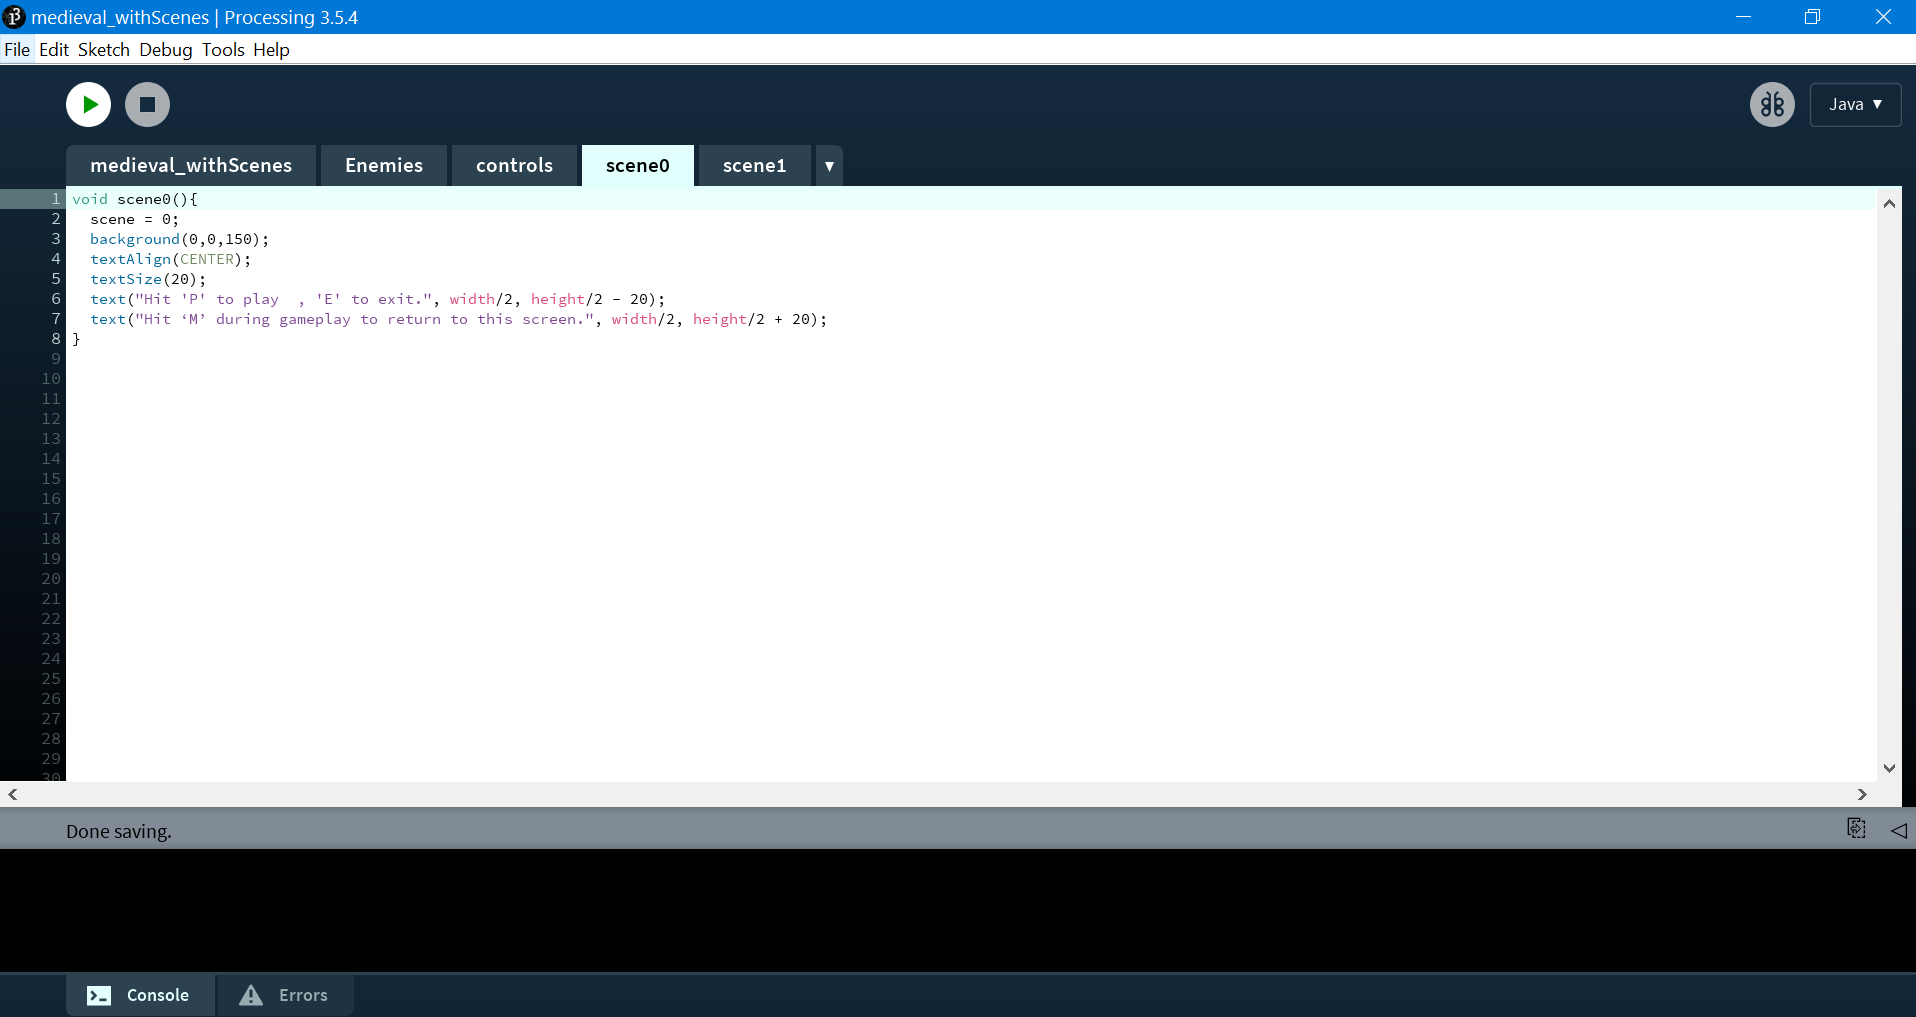 medieval_withScenes | Processing 3.5.4
File Edit Sketch Debug Tools Help
Java ▼
medieval_withScenes Enemies controls scene0 scene1 ▼
1 void scene0(){
2 scene = 0;
3 background(0,0,150);
4 textAlign(CENTER);
5 textSize(20);
6 text("Hit 'P' to play  , 'E' to exit.", width/2, height/2 - 20);
7 text("Hit ‘M’ during gameplay to return to this screen.", width/2, height/2 + 20);
8 }
9
10
11
12
13
14
15
16
17
18
19
20
21
22
23
24
25
26
27
28
29
30
Done saving.
Console Errors